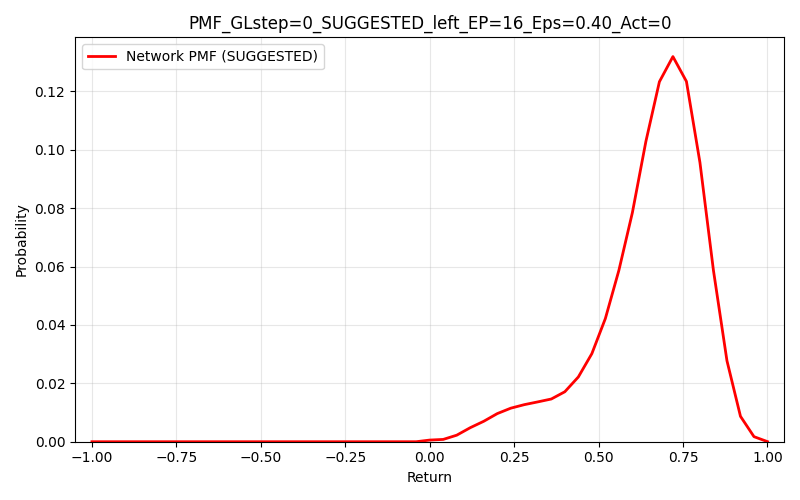 PMF_GLstep=0_SUGGESTED_left_EP=16_Eps=0.40_Act=0
Network PMF (SUGGESTED)
Probability
0.12
0.10
0.08
0.06
0.04
0.02
0.00
−1.00 −0.75 −0.50 −0.25 0.00 0.25 0.50 0.75 1.00
Return